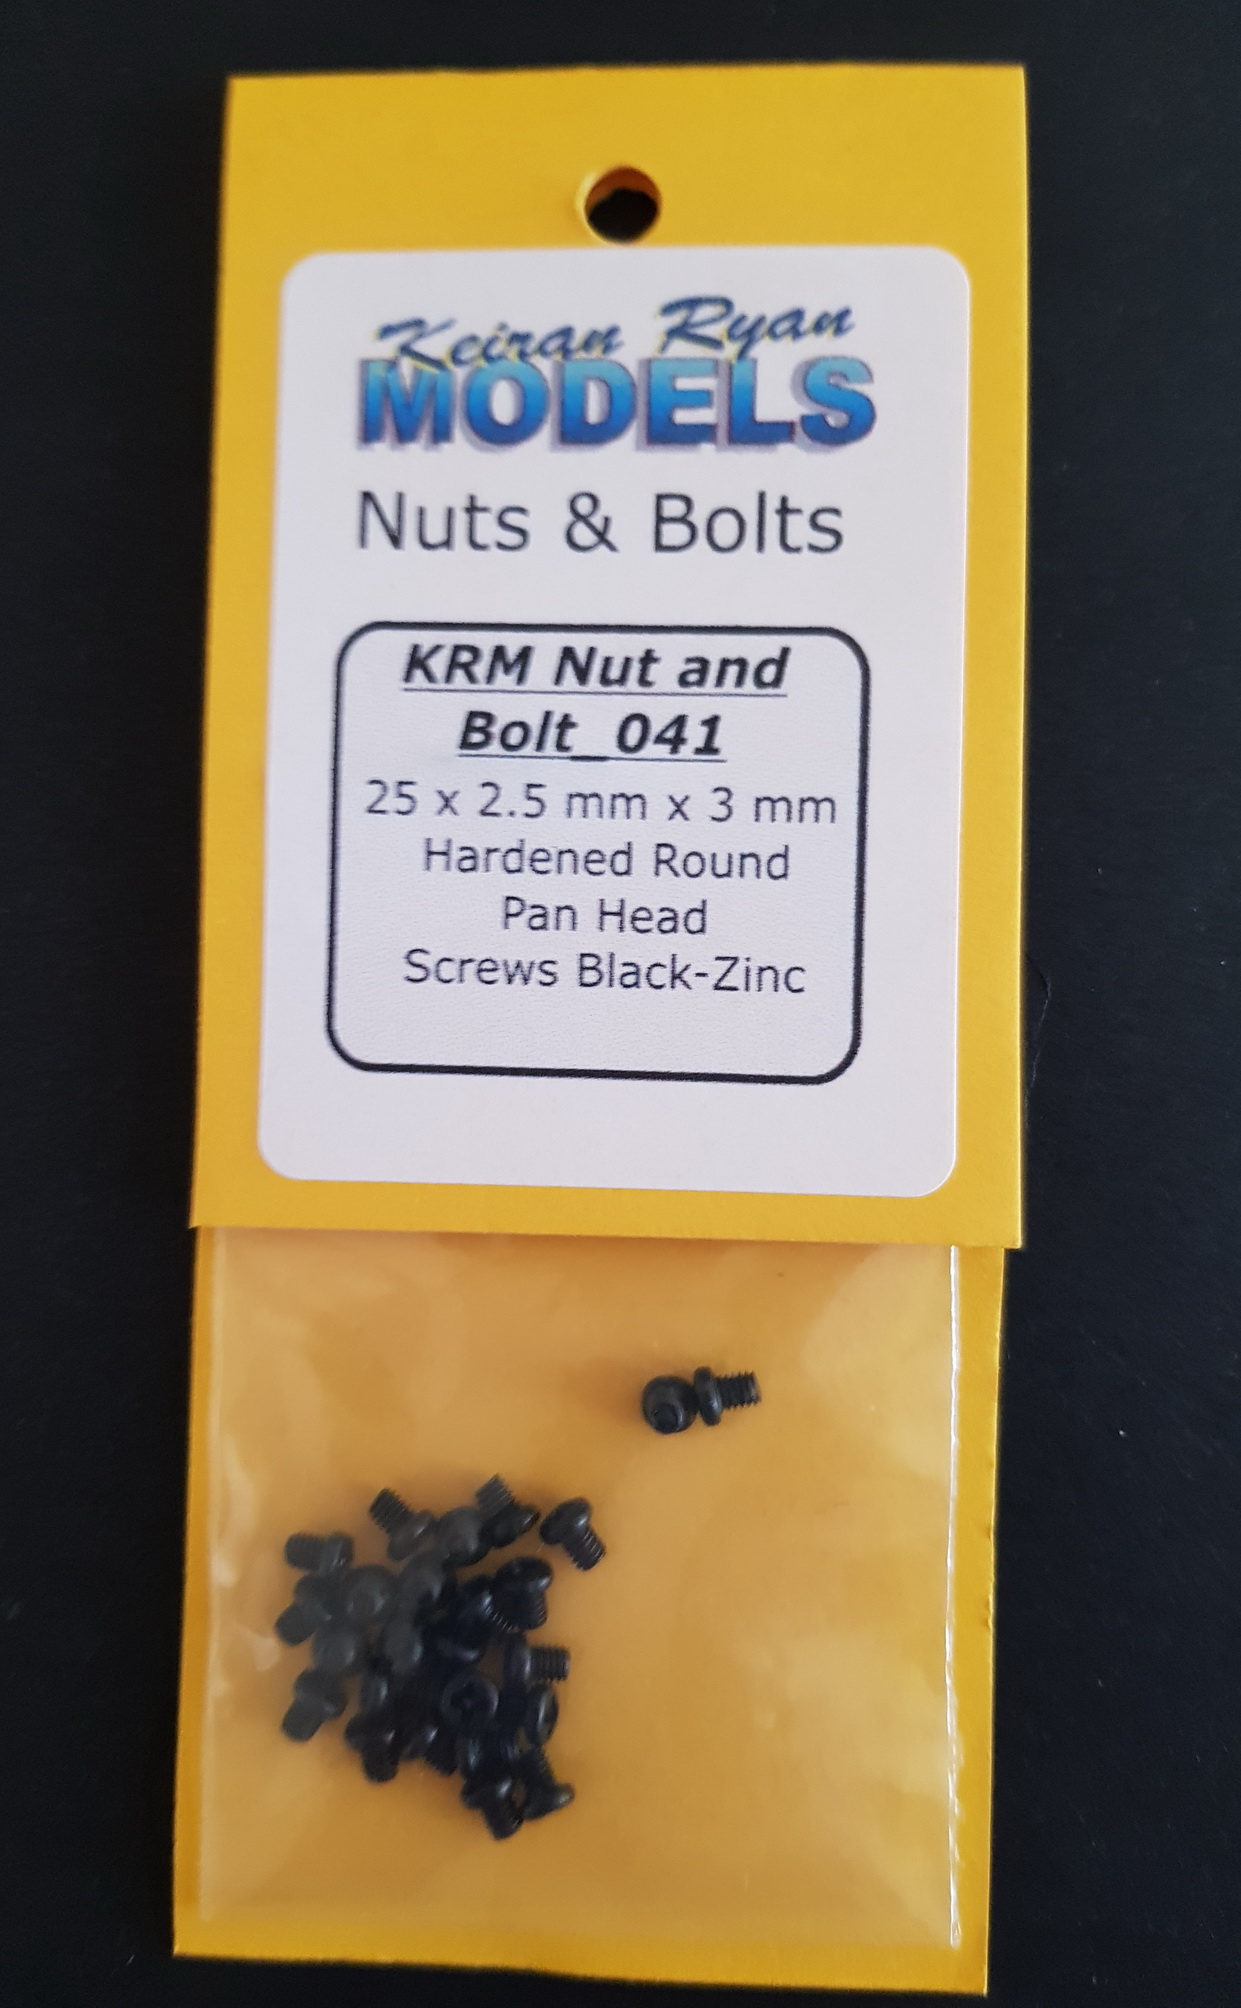 Keiran Ryan
MODELS
Nuts & Bolts
KRM Nut and
Bolt_041
25 x 2.5 mm x 3 mm
Hardened Round
Pan Head
Screws Black-Zinc